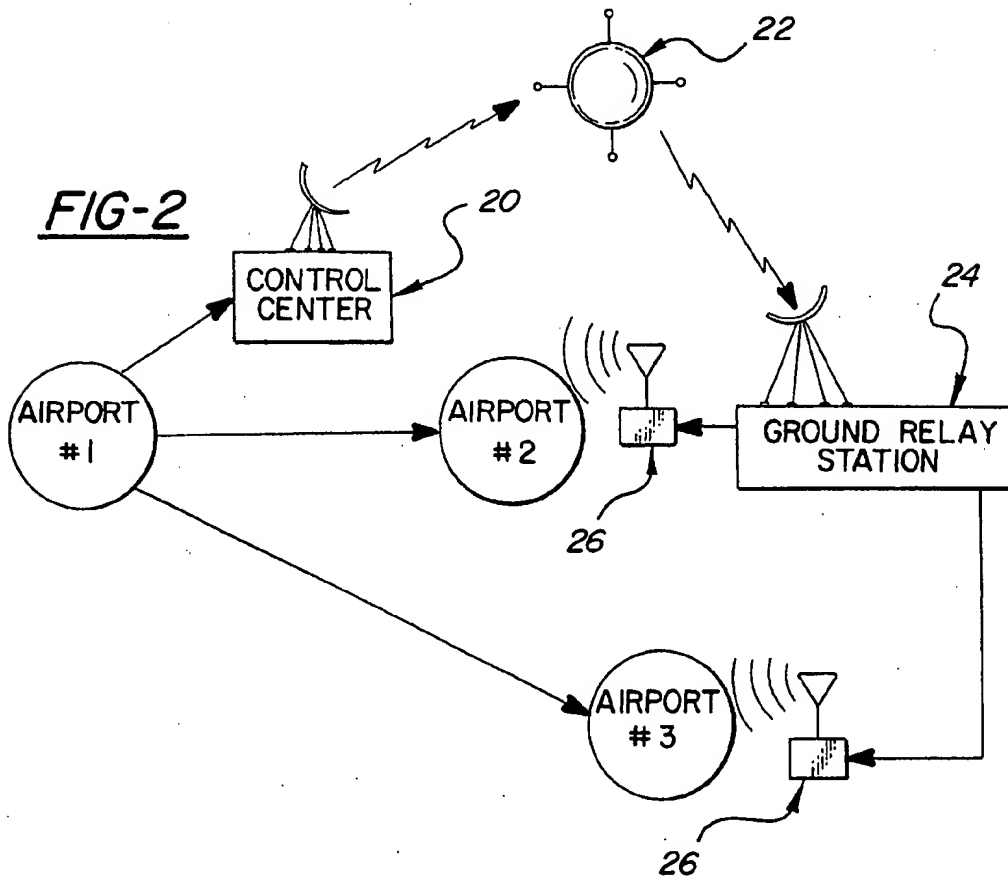 22
FIG-2
20
CONTROL
CENTER
24
AIRPORT
#1
AIRPORT
#2
GROUND RELAY
STATION
26
AIRPORT
#3
26